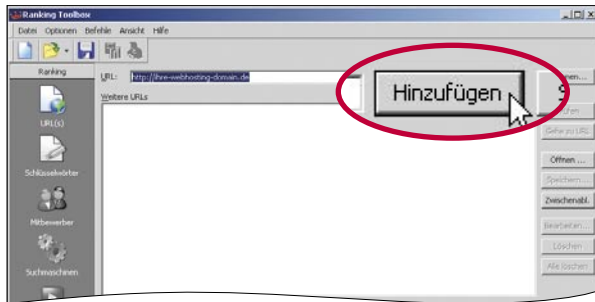 Ranking Toolbox
Datei Optionen Befehle Ansicht Hilfe
Ranking
URL: http://ihre-webhosting-domain.de
Hinzufügen
Weitere URLs
URL(s)
Gehe zu URL
Schlüsselwörter
Öffnen ...
Speichern ...
Zwischenabl.
Mitbewerber
Bearbeiten...
Löschen
Alle löschen
Suchmaschinen